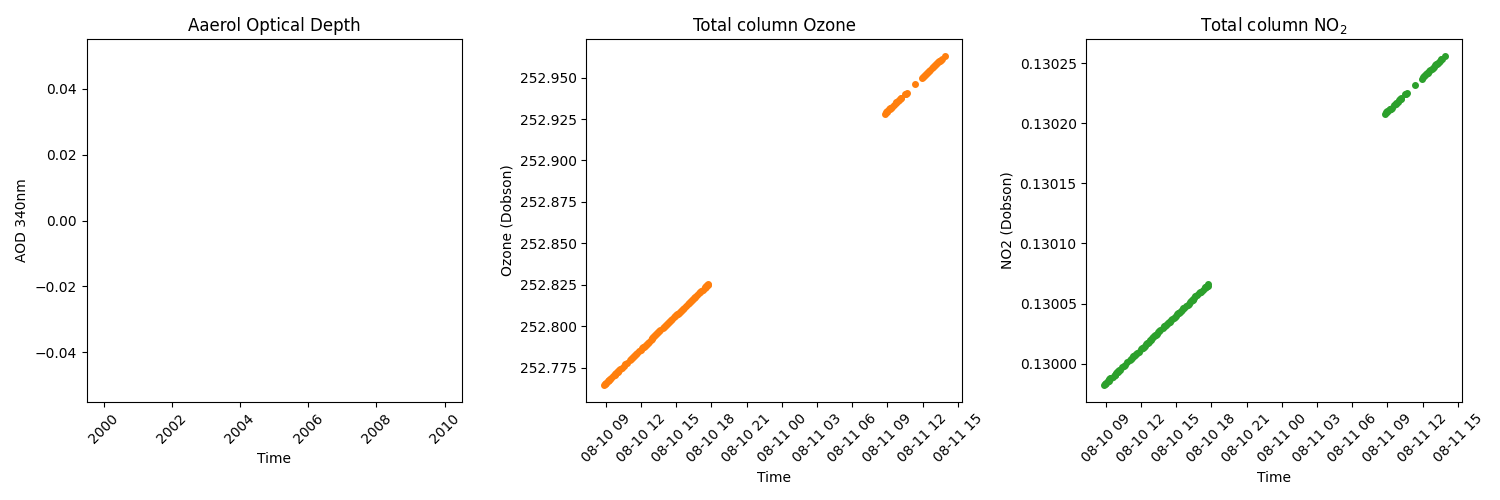 Aaerol Optical Depth
AOD 340nm
0.04
0.02
0.00
−0.02
−0.04
2000 2002 2004 2006 2008 2010
Time
Total column Ozone
Ozone (Dobson)
252.950
252.925
252.900
252.875
252.850
252.825
252.800
252.775
08-10 09 08-10 12 08-10 15 08-10 18 08-10 21 08-11 00 08-11 03 08-11 06 08-11 09 08-11 12 08-11 15
Time
Total column NO₂
NO2 (Dobson)
0.13025
0.13020
0.13015
0.13010
0.13005
0.13000
08-10 09 08-10 12 08-10 15 08-10 18 08-10 21 08-11 00 08-11 03 08-11 06 08-11 09 08-11 12 08-11 15
Time